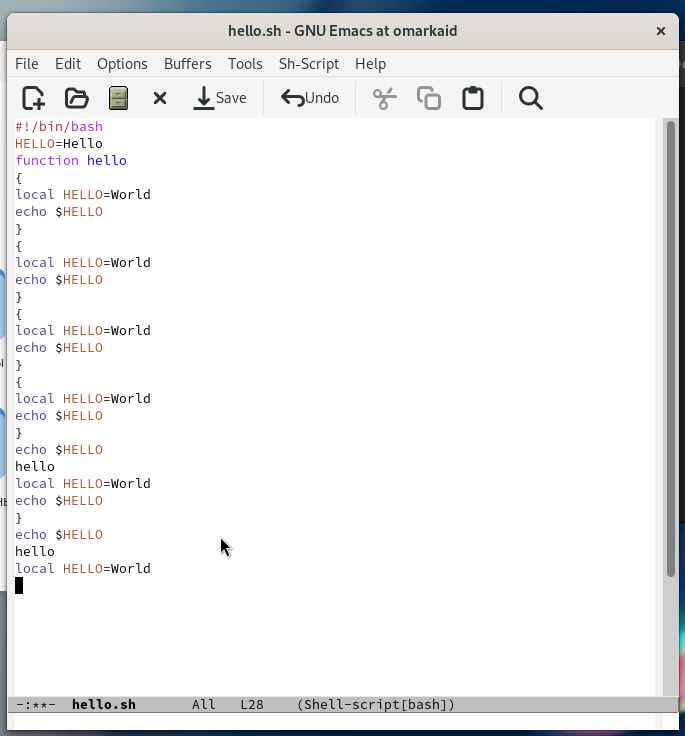 hello.sh - GNU Emacs at omarkaid
File Edit Options Buffers Tools Sh-Script Help
Save Undo
#!/bin/bash
HELLO=Hello
function hello
{
local HELLO=World
echo $HELLO
}
{
local HELLO=World
echo $HELLO
}
{
local HELLO=World
echo $HELLO
}
{
local HELLO=World
echo $HELLO
}
echo $HELLO
hello
local HELLO=World
echo $HELLO
}
echo $HELLO
hello
local HELLO=World
-:**- hello.sh All L28 (Shell-script[bash])